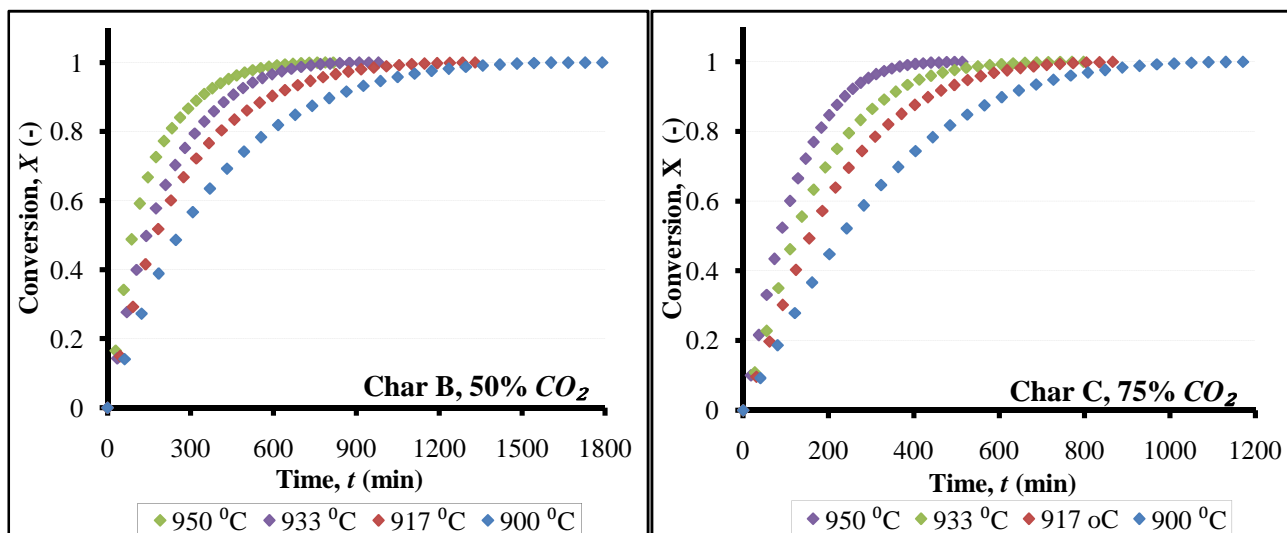 Conversion, X (-)
1
0.8
0.6
0.4
0.2
0
Char B, 50% CO₂
0 300 600 900 1200 1500 1800
Time, t (min)
950 ⁰C 933 ⁰C 917 ⁰C 900 ⁰C
Conversion, X (-)
1
0.8
0.6
0.4
0.2
0
Char C, 75% CO₂
0 200 400 600 800 1000 1200
Time, t (min)
950 ⁰C 933 ⁰C 917 oC 900 ⁰C